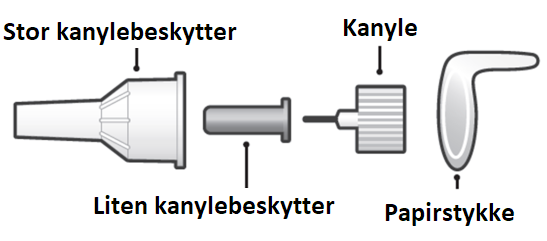 Stor kanylebeskytter
Kanyle
Liten kanylebeskytter
Papirstykke